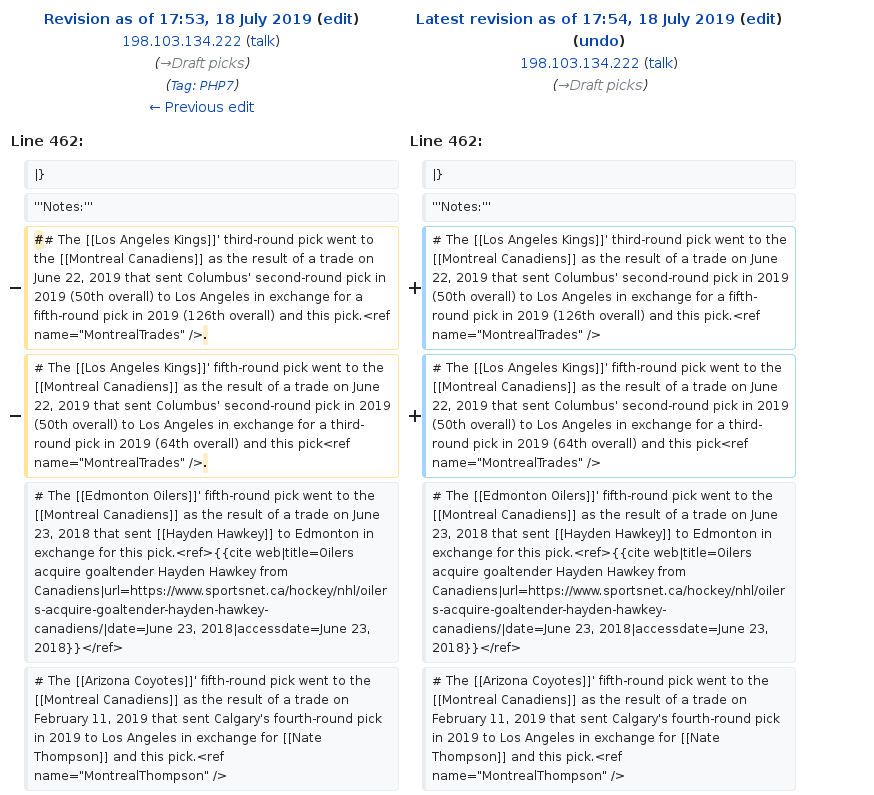 Revision as of 17:53, 18 July 2019 (edit)
198.103.134.222 (talk)
(→Draft picks)
(Tag: PHP7)
← Previous edit
Latest revision as of 17:54, 18 July 2019 (edit)
(undo)
198.103.134.222 (talk)
(→Draft picks)
Line 462:
Line 462:
|}
|}
'''Notes:'''
'''Notes:'''
−
## The [[Los Angeles Kings]]' third-round pick went to
the [[Montreal Canadiens]] as the result of a trade on
June 22, 2019 that sent Columbus' second-round pick in
2019 (50th overall) to Los Angeles in exchange for a
fifth-round pick in 2019 (126th overall) and this pick.<ref
name="MontrealTrades" />.
+
# The [[Los Angeles Kings]]' third-round pick went to the
[[Montreal Canadiens]] as the result of a trade on June
22, 2019 that sent Columbus' second-round pick in 2019
(50th overall) to Los Angeles in exchange for a fifth-
round pick in 2019 (126th overall) and this pick.<ref
name="MontrealTrades" />
−
# The [[Los Angeles Kings]]' fifth-round pick went to the
[[Montreal Canadiens]] as the result of a trade on June
22, 2019 that sent Columbus' second-round pick in 2019
(50th overall) to Los Angeles in exchange for a third-
round pick in 2019 (64th overall) and this pick<ref
name="MontrealTrades" />.
+
# The [[Los Angeles Kings]]' fifth-round pick went to the
[[Montreal Canadiens]] as the result of a trade on June
22, 2019 that sent Columbus' second-round pick in 2019
(50th overall) to Los Angeles in exchange for a third-
round pick in 2019 (64th overall) and this pick<ref
name="MontrealTrades" />
# The [[Edmonton Oilers]]' fifth-round pick went to the
[[Montreal Canadiens]] as the result of a trade on June
23, 2018 that sent [[Hayden Hawkey]] to Edmonton in
exchange for this pick.<ref>{{cite web|title=Oilers
acquire goaltender Hayden Hawkey from
Canadiens|url=https://www.sportsnet.ca/hockey/nhl/oiler
s-acquire-goaltender-hayden-hawkey-
canadiens/|date=June 23, 2018|accessdate=June 23,
2018}}</ref>
# The [[Edmonton Oilers]]' fifth-round pick went to the
[[Montreal Canadiens]] as the result of a trade on June
23, 2018 that sent [[Hayden Hawkey]] to Edmonton in
exchange for this pick.<ref>{{cite web|title=Oilers
acquire goaltender Hayden Hawkey from
Canadiens|url=https://www.sportsnet.ca/hockey/nhl/oiler
s-acquire-goaltender-hayden-hawkey-
canadiens/|date=June 23, 2018|accessdate=June 23,
2018}}</ref>
# The [[Arizona Coyotes]]' fifth-round pick went to the
[[Montreal Canadiens]] as the result of a trade on
February 11, 2019 that sent Calgary's fourth-round pick
in 2019 to Los Angeles in exchange for [[Nate
Thompson]] and this pick.<ref
name="MontrealThompson" />
# The [[Arizona Coyotes]]' fifth-round pick went to the
[[Montreal Canadiens]] as the result of a trade on
February 11, 2019 that sent Calgary's fourth-round pick
in 2019 to Los Angeles in exchange for [[Nate
Thompson]] and this pick.<ref
name="MontrealThompson" />